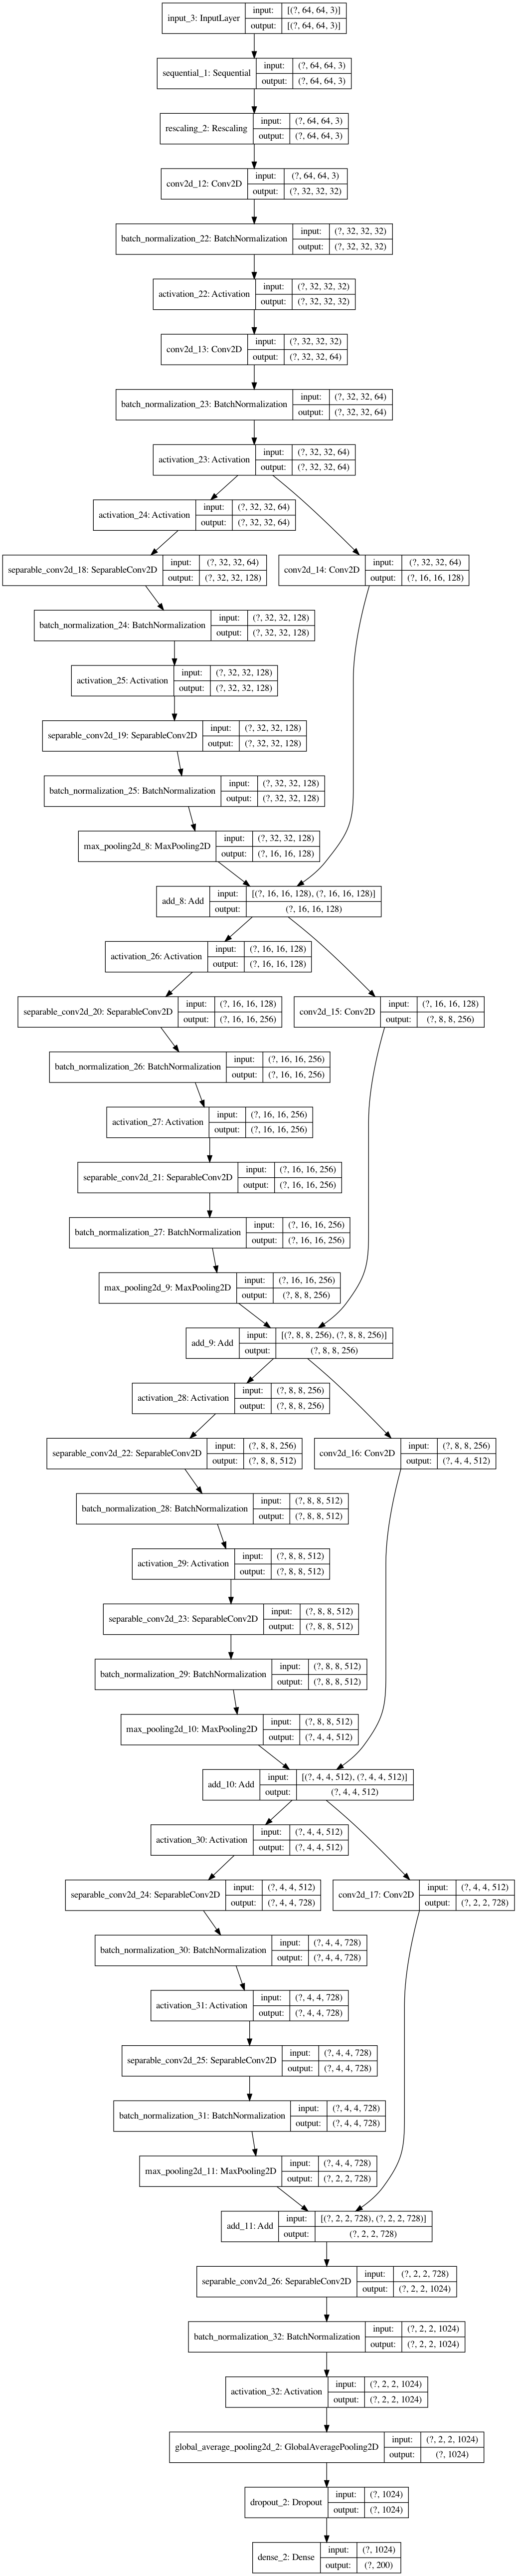 input_3: InputLayer
input: [(?, 64, 64, 3)]
output: [(?, 64, 64, 3)]
sequential_1: Sequential
input: (?, 64, 64, 3)
output: (?, 64, 64, 3)
rescaling_2: Rescaling
input: (?, 64, 64, 3)
output: (?, 64, 64, 3)
conv2d_12: Conv2D
input: (?, 64, 64, 3)
output: (?, 32, 32, 32)
batch_normalization_22: BatchNormalization
input: (?, 32, 32, 32)
output: (?, 32, 32, 32)
activation_22: Activation
input: (?, 32, 32, 32)
output: (?, 32, 32, 32)
conv2d_13: Conv2D
input: (?, 32, 32, 32)
output: (?, 32, 32, 64)
batch_normalization_23: BatchNormalization
input: (?, 32, 32, 64)
output: (?, 32, 32, 64)
activation_23: Activation
input: (?, 32, 32, 64)
output: (?, 32, 32, 64)
activation_24: Activation
input: (?, 32, 32, 64)
output: (?, 32, 32, 64)
separable_conv2d_18: SeparableConv2D
input: (?, 32, 32, 64)
output: (?, 32, 32, 128)
conv2d_14: Conv2D
input: (?, 32, 32, 64)
output: (?, 16, 16, 128)
batch_normalization_24: BatchNormalization
input: (?, 32, 32, 128)
output: (?, 32, 32, 128)
activation_25: Activation
input: (?, 32, 32, 128)
output: (?, 32, 32, 128)
separable_conv2d_19: SeparableConv2D
input: (?, 32, 32, 128)
output: (?, 32, 32, 128)
batch_normalization_25: BatchNormalization
input: (?, 32, 32, 128)
output: (?, 32, 32, 128)
max_pooling2d_8: MaxPooling2D
input: (?, 32, 32, 128)
output: (?, 16, 16, 128)
add_8: Add
input: [(?, 16, 16, 128), (?, 16, 16, 128)]
output: (?, 16, 16, 128)
activation_26: Activation
input: (?, 16, 16, 128)
output: (?, 16, 16, 128)
separable_conv2d_20: SeparableConv2D
input: (?, 16, 16, 128)
output: (?, 16, 16, 256)
conv2d_15: Conv2D
input: (?, 16, 16, 128)
output: (?, 8, 8, 256)
batch_normalization_26: BatchNormalization
input: (?, 16, 16, 256)
output: (?, 16, 16, 256)
activation_27: Activation
input: (?, 16, 16, 256)
output: (?, 16, 16, 256)
separable_conv2d_21: SeparableConv2D
input: (?, 16, 16, 256)
output: (?, 16, 16, 256)
batch_normalization_27: BatchNormalization
input: (?, 16, 16, 256)
output: (?, 16, 16, 256)
max_pooling2d_9: MaxPooling2D
input: (?, 16, 16, 256)
output: (?, 8, 8, 256)
add_9: Add
input: [(?, 8, 8, 256), (?, 8, 8, 256)]
output: (?, 8, 8, 256)
activation_28: Activation
input: (?, 8, 8, 256)
output: (?, 8, 8, 256)
separable_conv2d_22: SeparableConv2D
input: (?, 8, 8, 256)
output: (?, 8, 8, 512)
conv2d_16: Conv2D
input: (?, 8, 8, 256)
output: (?, 4, 4, 512)
batch_normalization_28: BatchNormalization
input: (?, 8, 8, 512)
output: (?, 8, 8, 512)
activation_29: Activation
input: (?, 8, 8, 512)
output: (?, 8, 8, 512)
separable_conv2d_23: SeparableConv2D
input: (?, 8, 8, 512)
output: (?, 8, 8, 512)
batch_normalization_29: BatchNormalization
input: (?, 8, 8, 512)
output: (?, 8, 8, 512)
max_pooling2d_10: MaxPooling2D
input: (?, 8, 8, 512)
output: (?, 4, 4, 512)
add_10: Add
input: [(?, 4, 4, 512), (?, 4, 4, 512)]
output: (?, 4, 4, 512)
activation_30: Activation
input: (?, 4, 4, 512)
output: (?, 4, 4, 512)
separable_conv2d_24: SeparableConv2D
input: (?, 4, 4, 512)
output: (?, 4, 4, 728)
conv2d_17: Conv2D
input: (?, 4, 4, 512)
output: (?, 2, 2, 728)
batch_normalization_30: BatchNormalization
input: (?, 4, 4, 728)
output: (?, 4, 4, 728)
activation_31: Activation
input: (?, 4, 4, 728)
output: (?, 4, 4, 728)
separable_conv2d_25: SeparableConv2D
input: (?, 4, 4, 728)
output: (?, 4, 4, 728)
batch_normalization_31: BatchNormalization
input: (?, 4, 4, 728)
output: (?, 4, 4, 728)
max_pooling2d_11: MaxPooling2D
input: (?, 4, 4, 728)
output: (?, 2, 2, 728)
add_11: Add
input: [(?, 2, 2, 728), (?, 2, 2, 728)]
output: (?, 2, 2, 728)
separable_conv2d_26: SeparableConv2D
input: (?, 2, 2, 728)
output: (?, 2, 2, 1024)
batch_normalization_32: BatchNormalization
input: (?, 2, 2, 1024)
output: (?, 2, 2, 1024)
activation_32: Activation
input: (?, 2, 2, 1024)
output: (?, 2, 2, 1024)
global_average_pooling2d_2: GlobalAveragePooling2D
input: (?, 2, 2, 1024)
output: (?, 1024)
dropout_2: Dropout
input: (?, 1024)
output: (?, 1024)
dense_2: Dense
input: (?, 1024)
output: (?, 200)